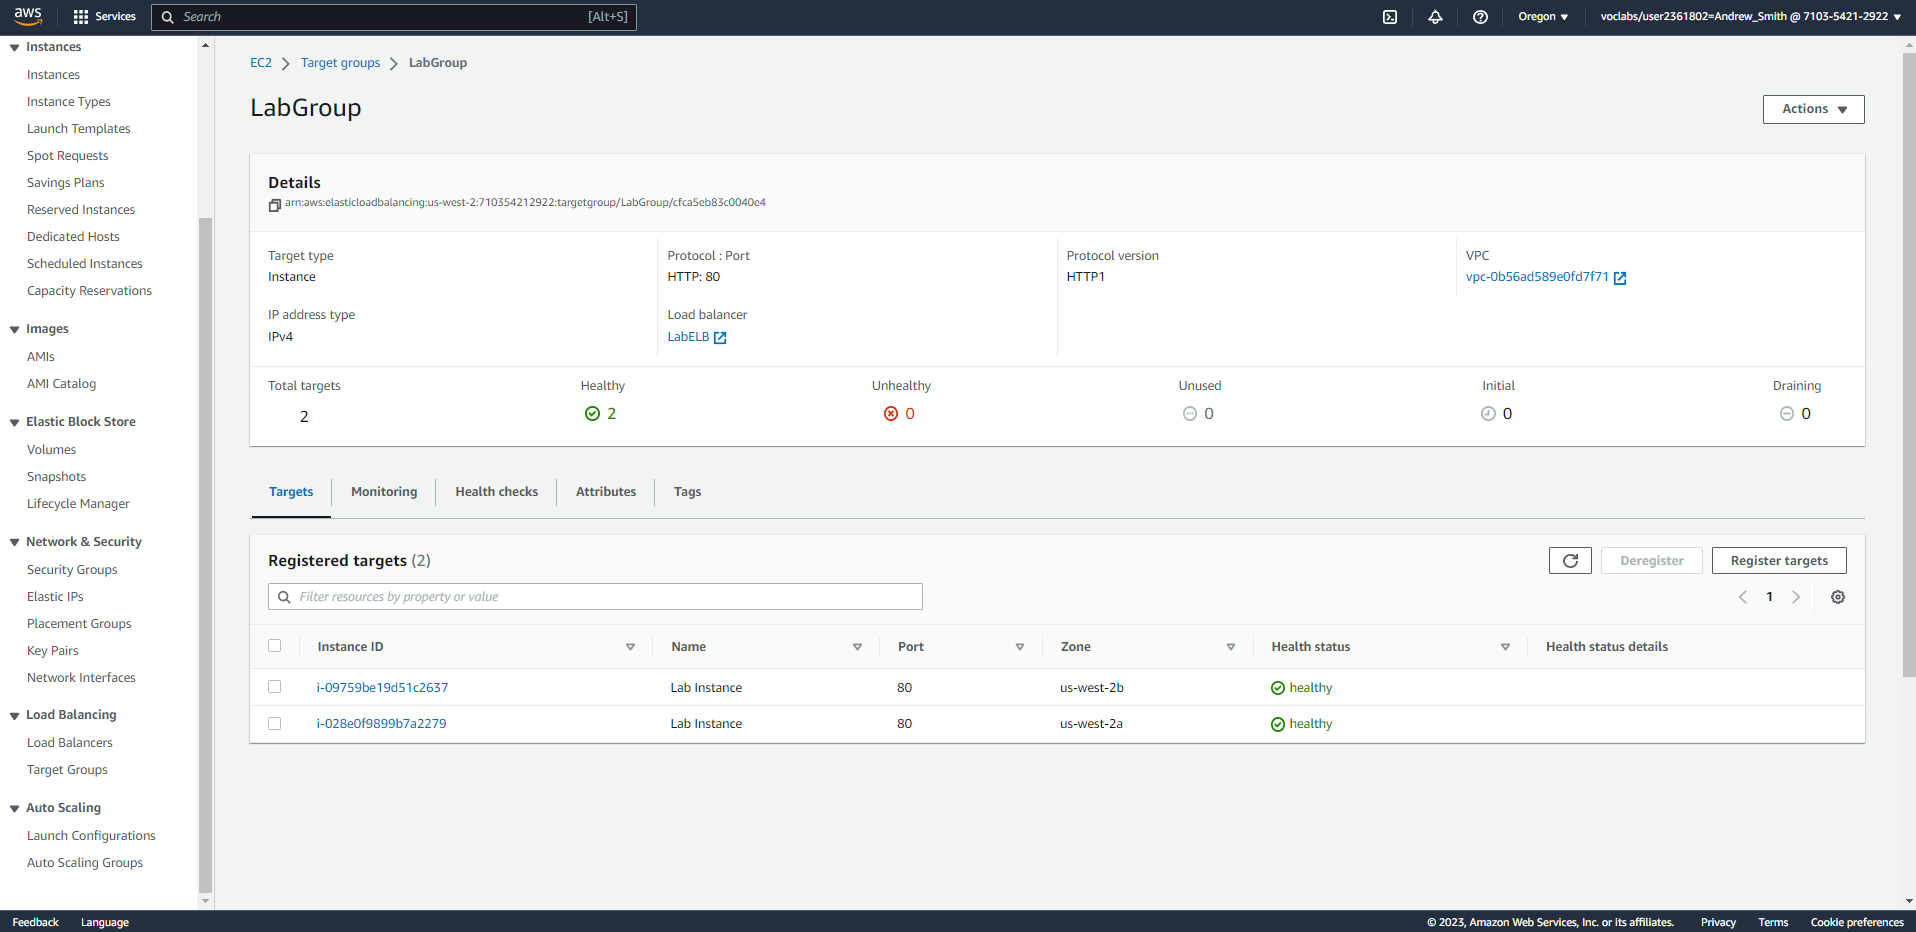 aws
Services
Search
[Alt+S]
Oregon
voclabs/user2361802=Andrew_Smith @ 7103-5421-2922
Instances
Instances
Instance Types
Launch Templates
Spot Requests
Savings Plans
Reserved Instances
Dedicated Hosts
Scheduled Instances
Capacity Reservations
Images
AMIs
AMI Catalog
Elastic Block Store
Volumes
Snapshots
Lifecycle Manager
Network & Security
Security Groups
Elastic IPs
Placement Groups
Key Pairs
Network Interfaces
Load Balancing
Load Balancers
Target Groups
Auto Scaling
Launch Configurations
Auto Scaling Groups
EC2 > Target groups > LabGroup
LabGroup
Actions
Details
arn:aws:elasticloadbalancing:us-west-2:710354212922:targetgroup/LabGroup/cfca5eb83c0040e4
Target type
Instance
Protocol : Port
HTTP: 80
Protocol version
HTTP1
VPC
vpc-0b56ad589e0fd7f71
IP address type
IPv4
Load balancer
LabELB
Total targets
2
Healthy
2
Unhealthy
0
Unused
0
Initial
0
Draining
0
Targets
Monitoring
Health checks
Attributes
Tags
Registered targets (2)
Deregister
Register targets
Filter resources by property or value
1
Instance ID Name Port Zone Health status Health status details
i-09759be19d51c2637 Lab Instance 80 us-west-2b healthy
i-028e0f9899b7a2279 Lab Instance 80 us-west-2a healthy
Feedback Language
© 2023, Amazon Web Services, Inc. or its affiliates. Privacy Terms Cookie preferences